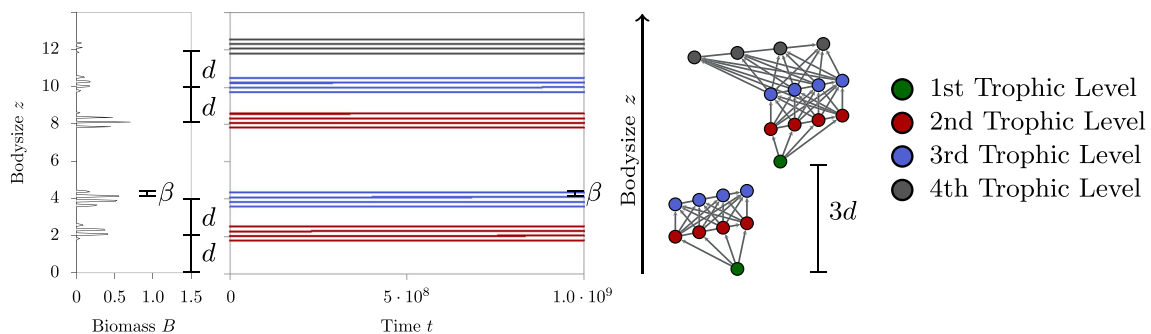 Bodysize z
12
10
8
6
4
2
0
d
d
β
d
d
0
0.5
1.0
1.5
Biomass B
β
0
5 · 10⁸
1.0 · 10⁹
Time t
Bodysize z
3d
1st Trophic Level
2nd Trophic Level
3rd Trophic Level
4th Trophic Level